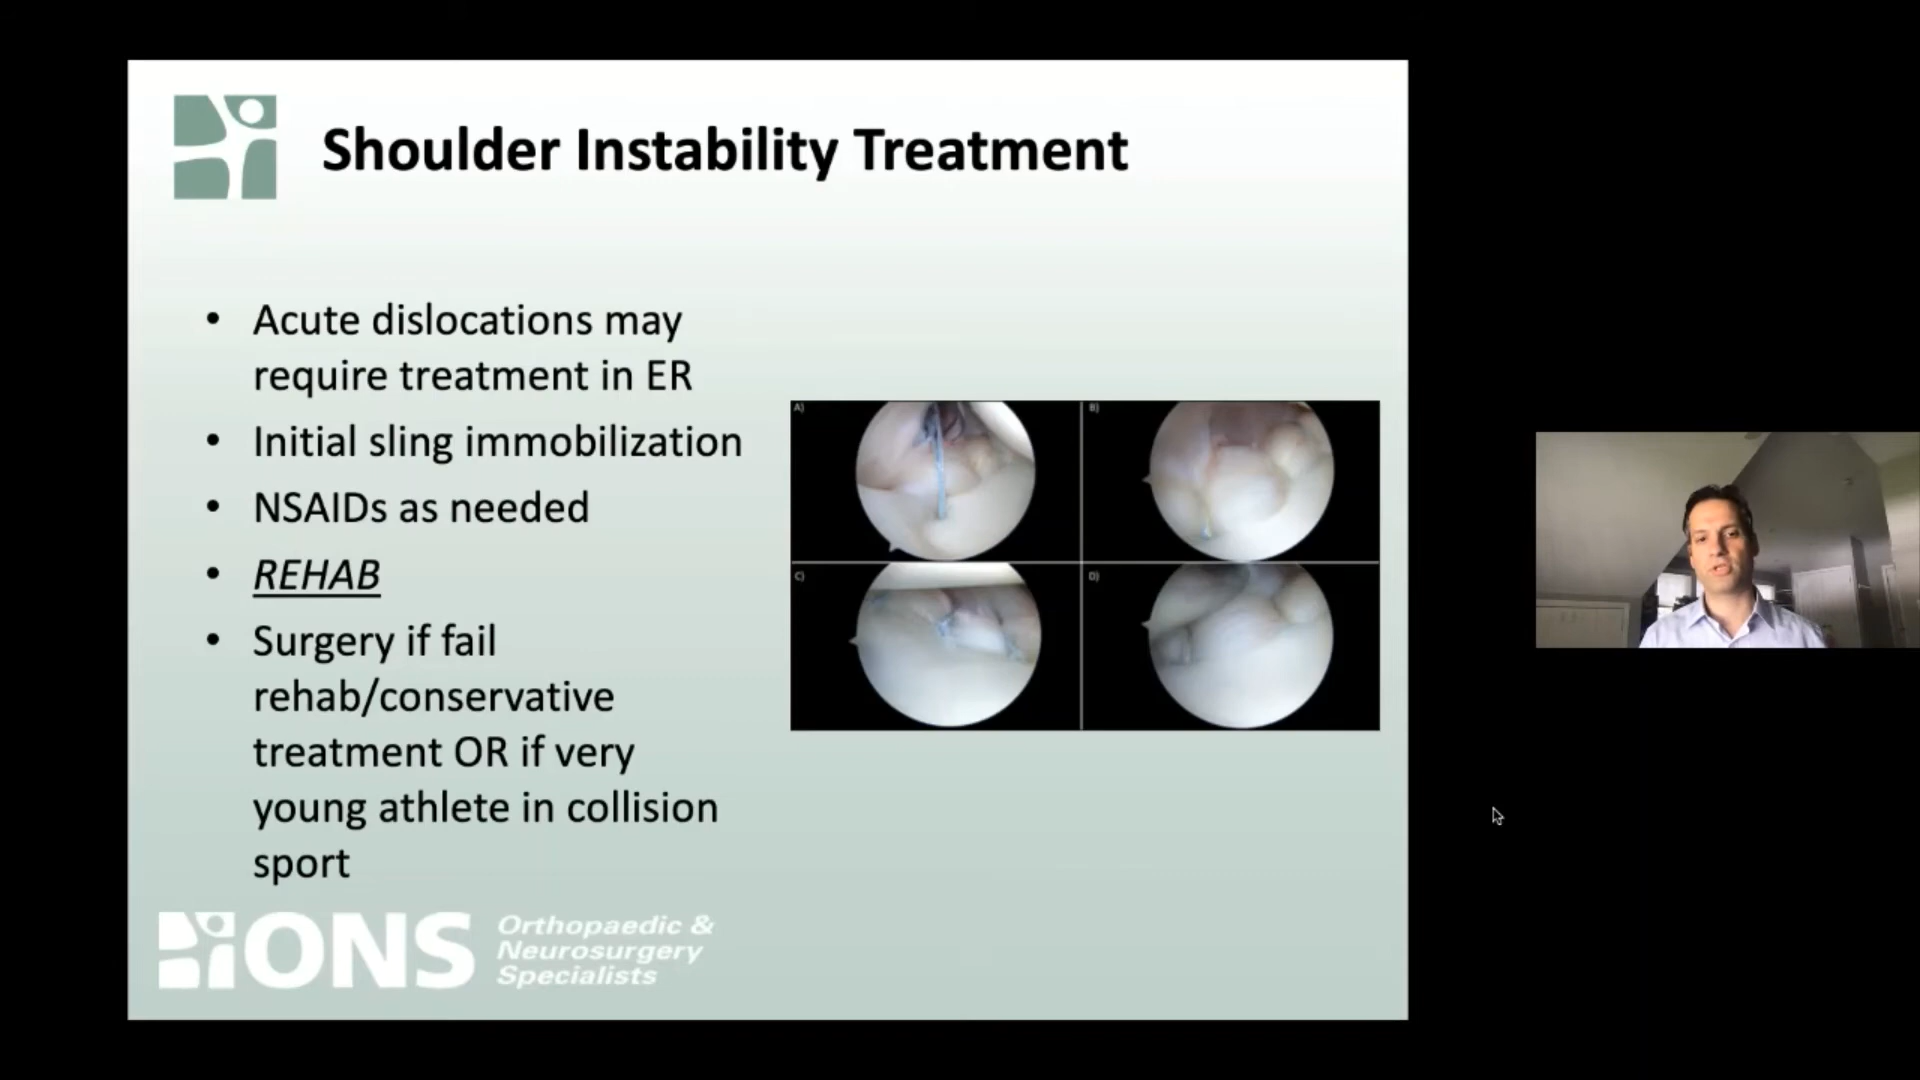 Shoulder Instability Treatment
• Acute dislocations may
require treatment in ER
• Initial sling immobilization
• NSAIDs as needed
• REHAB
• Surgery if fail
rehab/conservative
treatment OR if very
young athlete in collision
sport
A)
B)
C)
D)
ONS
Orthopaedic &
Neurosurgery
Specialists